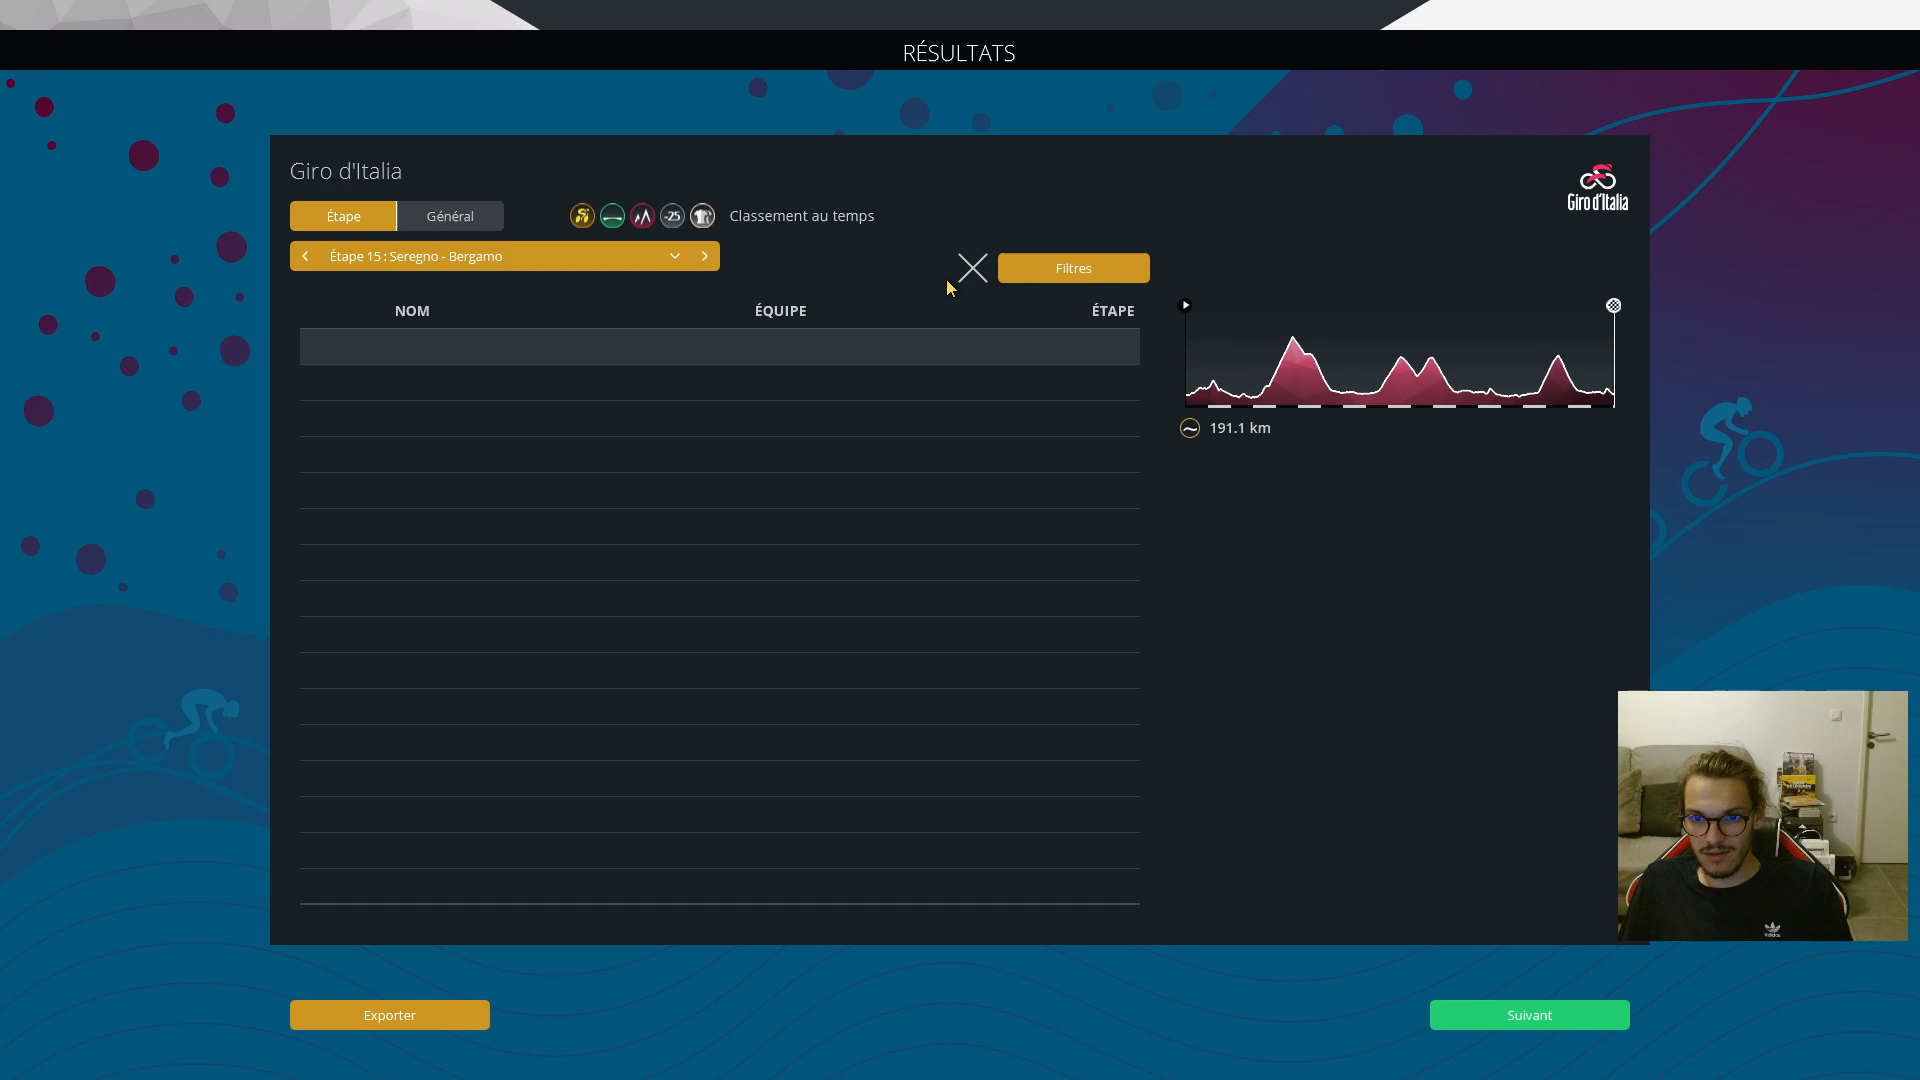 RÉSULTATS
Giro d'Italia
Giro d'Italia
Étape
Général
-25
Classement au temps
Étape 15 : Seregno - Bergamo
Filtres
NOM
ÉQUIPE
ÉTAPE
191.1 km
adidas
Exporter
Suivant